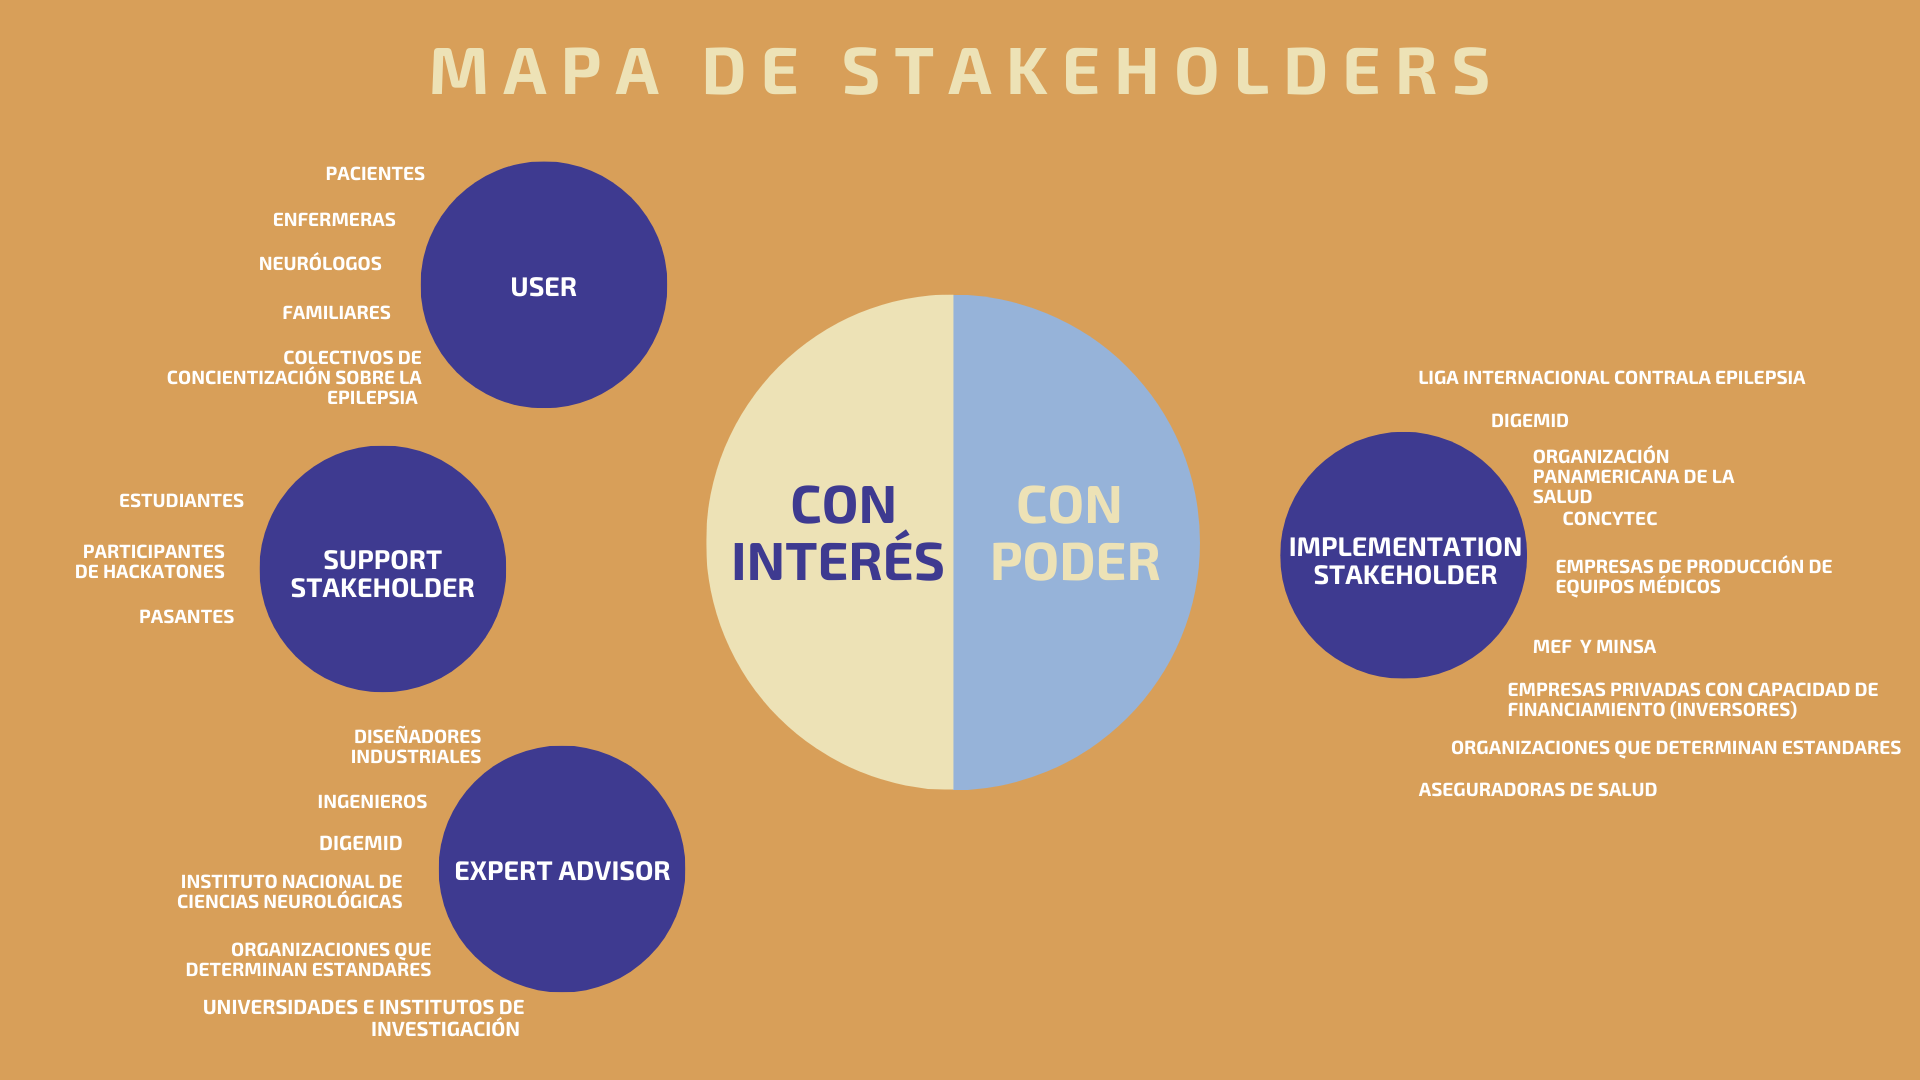 MAPA DE STAKEHOLDERS
PACIENTES
ENFERMERAS
NEURÓLOGOS
FAMILIARES
COLECTIVOS DE
CONCIENTIZACIÓN SOBRE LA
EPILEPSIA
USER
ESTUDIANTES
PARTICIPANTES
DE HACKATONES
PASANTES
SUPPORT
STAKEHOLDER
DISEÑADORES
INDUSTRIALES
INGENIEROS
DIGEMID
INSTITUTO NACIONAL DE
CIENCIAS NEUROLÓGICAS
ORGANIZACIONES QUE
DETERMINAN ESTANDARES
UNIVERSIDADES E INSTITUTOS DE
INVESTIGACIÓN
EXPERT ADVISOR
CON
INTERÉS
CON
PODER
IMPLEMENTATION
STAKEHOLDER
LIGA INTERNACIONAL CONTRALA EPILEPSIA
DIGEMID
ORGANIZACIÓN
PANAMERICANA DE LA
SALUD
CONCYTEC
EMPRESAS DE PRODUCCIÓN DE
EQUIPOS MÉDICOS
MEF Y MINSA
EMPRESAS PRIVADAS CON CAPACIDAD DE
FINANCIAMIENTO (INVERSORES)
ORGANIZACIONES QUE DETERMINAN ESTANDARES
ASEGURADORAS DE SALUD